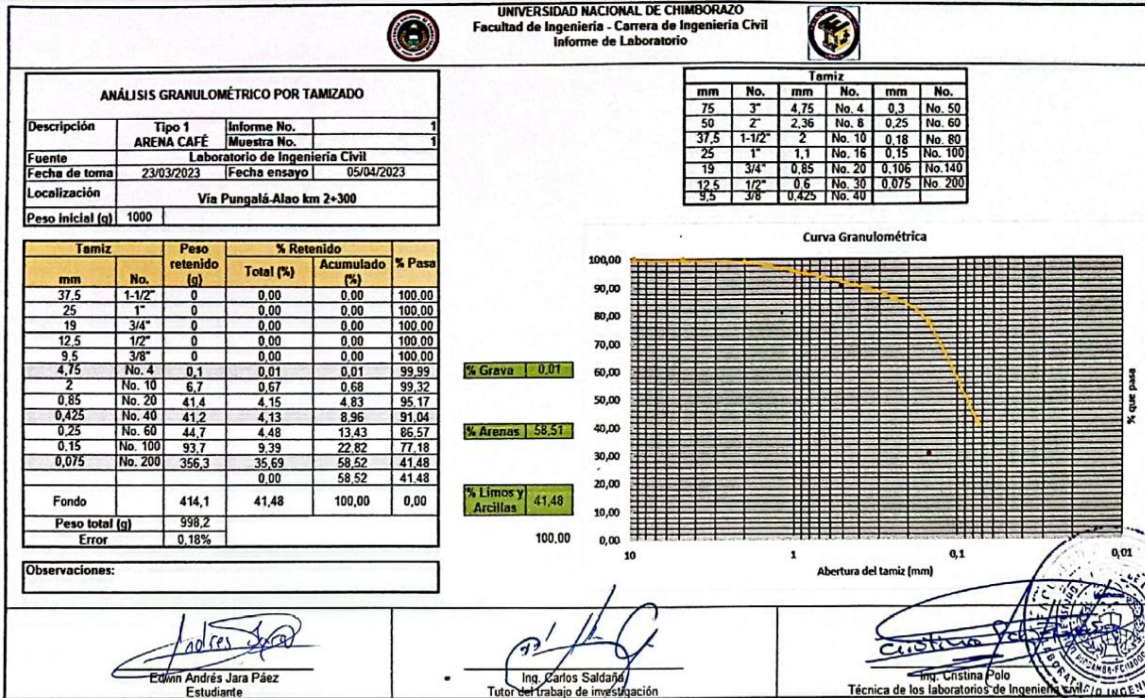 UNIVERSIDAD NACIONAL DE CHIMBORAZO
Facultad de Ingeniería - Carrera de Ingeniería Civil
Informe de Laboratorio
ANÁLISIS GRANULOMÉTRICO POR TAMIZADO
Descripción Tipo 1 ARENA CAFÉ Informe No. 1
Muestra No. 1
Fuente Laboratorio de Ingeniería Civil
Fecha de toma 23/03/2023 Fecha ensayo 05/04/2023
Localización Vía Pungalá-Alao km 2+300
Peso inicial (g) 1000
Tamiz
mm No. mm No. mm No.
75 3" 4,75 No. 4 0,3 No. 50
50 2" 2,36 No. 8 0,25 No. 60
37,5 1-1/2" 2 No. 10 0,18 No. 80
25 1" 1,1 No. 16 0,15 No. 100
19 3/4" 0,85 No. 20 0,106 No.140
12,5 1/2" 0,6 No. 30 0,075 No. 200
9,5 3/8" 0,425 No. 40
Tamiz Peso retenido (g) % Retenido % Pasa
mm No. Total (%) Acumulado (%)
37,5 1-1/2" 0 0,00 0,00 100,00
25 1" 0 0,00 0,00 100,00
19 3/4" 0 0,00 0,00 100,00
12,5 1/2" 0 0,00 0,00 100,00
9,5 3/8" 0 0,00 0,00 100,00
4,75 No. 4 0,1 0,01 0,01 99,99
2 No. 10 6,7 0,67 0,68 99,32
0,85 No. 20 41,4 4,15 4,83 95,17
0,425 No. 40 41,2 4,13 8,96 91,04
0,25 No. 60 44,7 4,48 13,43 86,57
0,15 No. 100 93,7 9,39 22,82 77,18
0,075 No. 200 356,3 35,69 58,52 41,48
0,00 58,52 41,48
Fondo 414,1 41,48 100,00 0,00
Peso total (g) 998,2
Error 0,18%
Observaciones:
% Grava 0,01
% Arenas 58,51
% Limos y Arcillas 41,48
100,00
Curva Granulométrica
100,00
90,00
80,00
70,00
60,00
50,00
40,00
30,00
20,00
10,00
0,00
10 1 0,1 0,01
Abertura del tamiz (mm)
% que pasa
Andres Jara
Edwin Andrés Jara Páez
Estudiante
Ing. Carlos Saldaña
Tutor del trabajo de investigación
Ing. Cristina Polo
Técnica de los laboratorios de Ingeniería